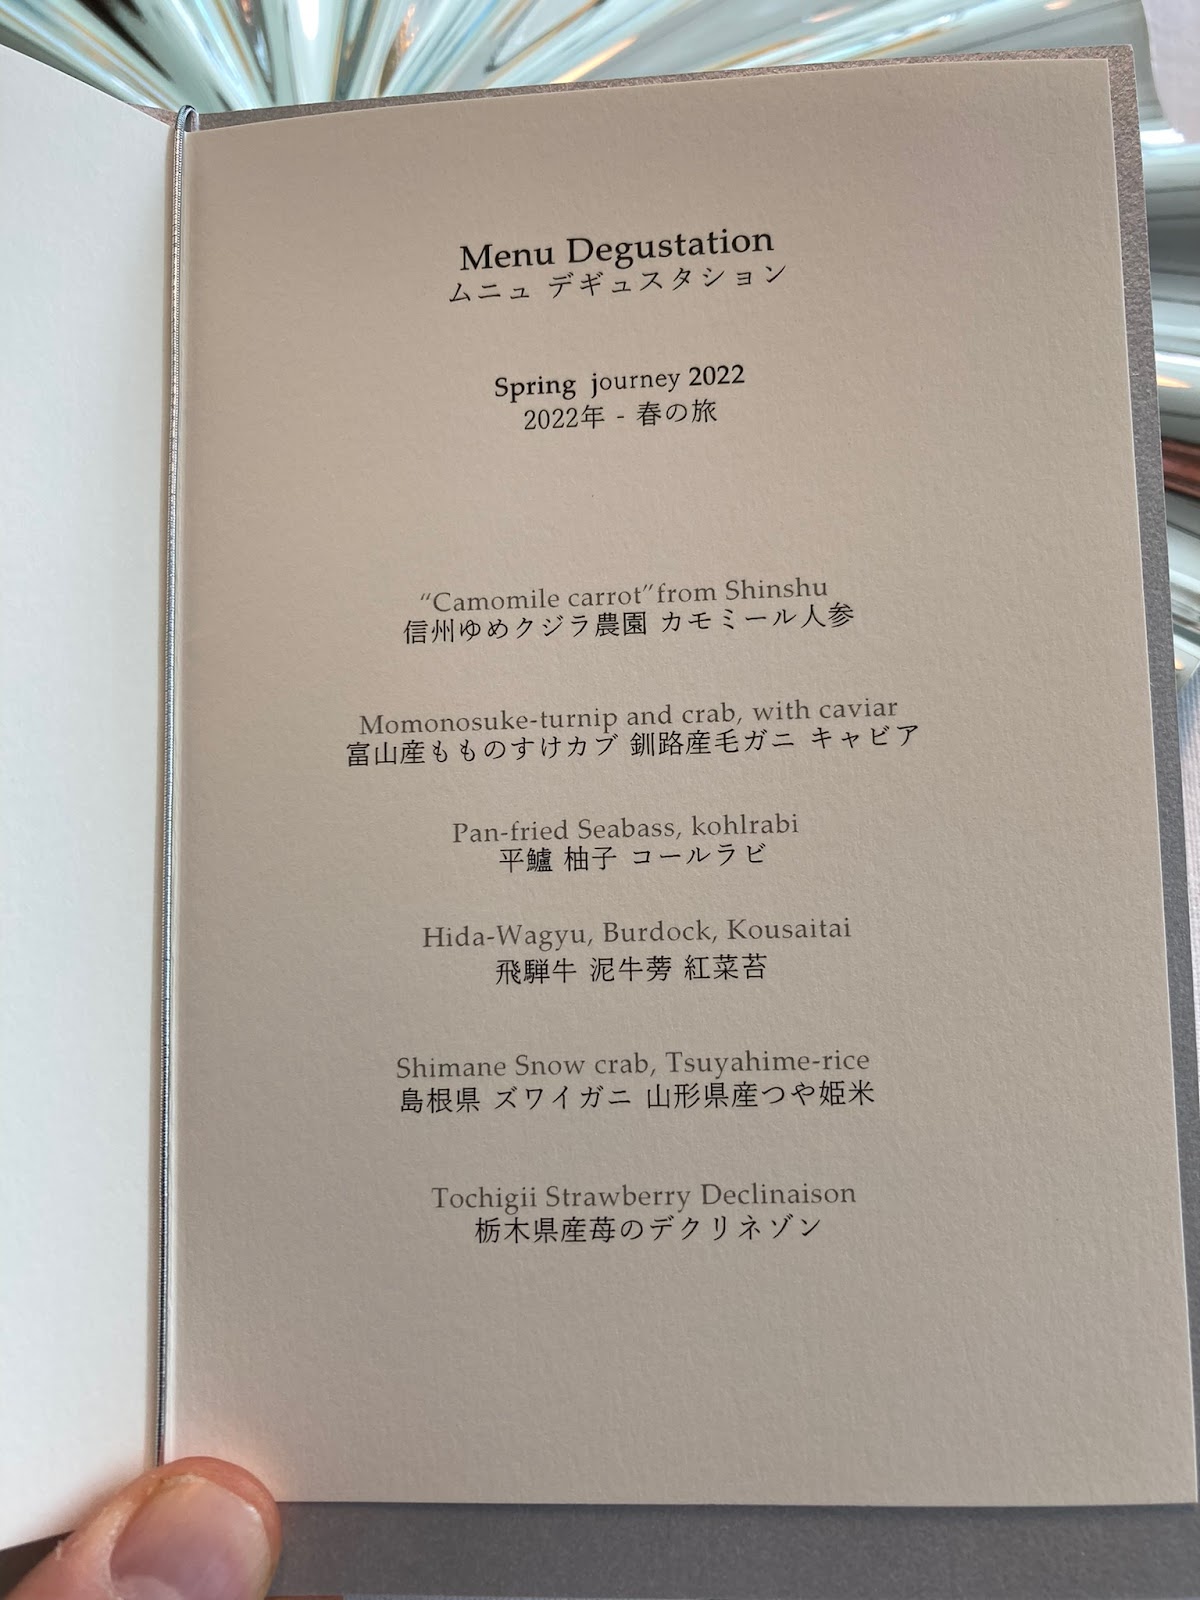 Menu Degustation
ムニュ デギュスタション
Spring journey 2022
2022年 - 春の旅
“Camomile carrot”from Shinshu
信州ゆめクジラ農園 カモミール人参
Momonosuke-turnip and crab, with caviar
富山産もものすけカブ 釧路産毛ガニ キャビア
Pan-fried Seabass, kohlrabi
平鱸 柚子 コールラビ
Hida-Wagyu, Burdock, Kousaitai
飛騨牛 泥牛蒡 紅菜苔
Shimane Snow crab, Tsuyahime-rice
島根県 ズワイガニ 山形県産つや姫米
Tochigii Strawberry Declinaison
栃木県産苺のデクリネゾン